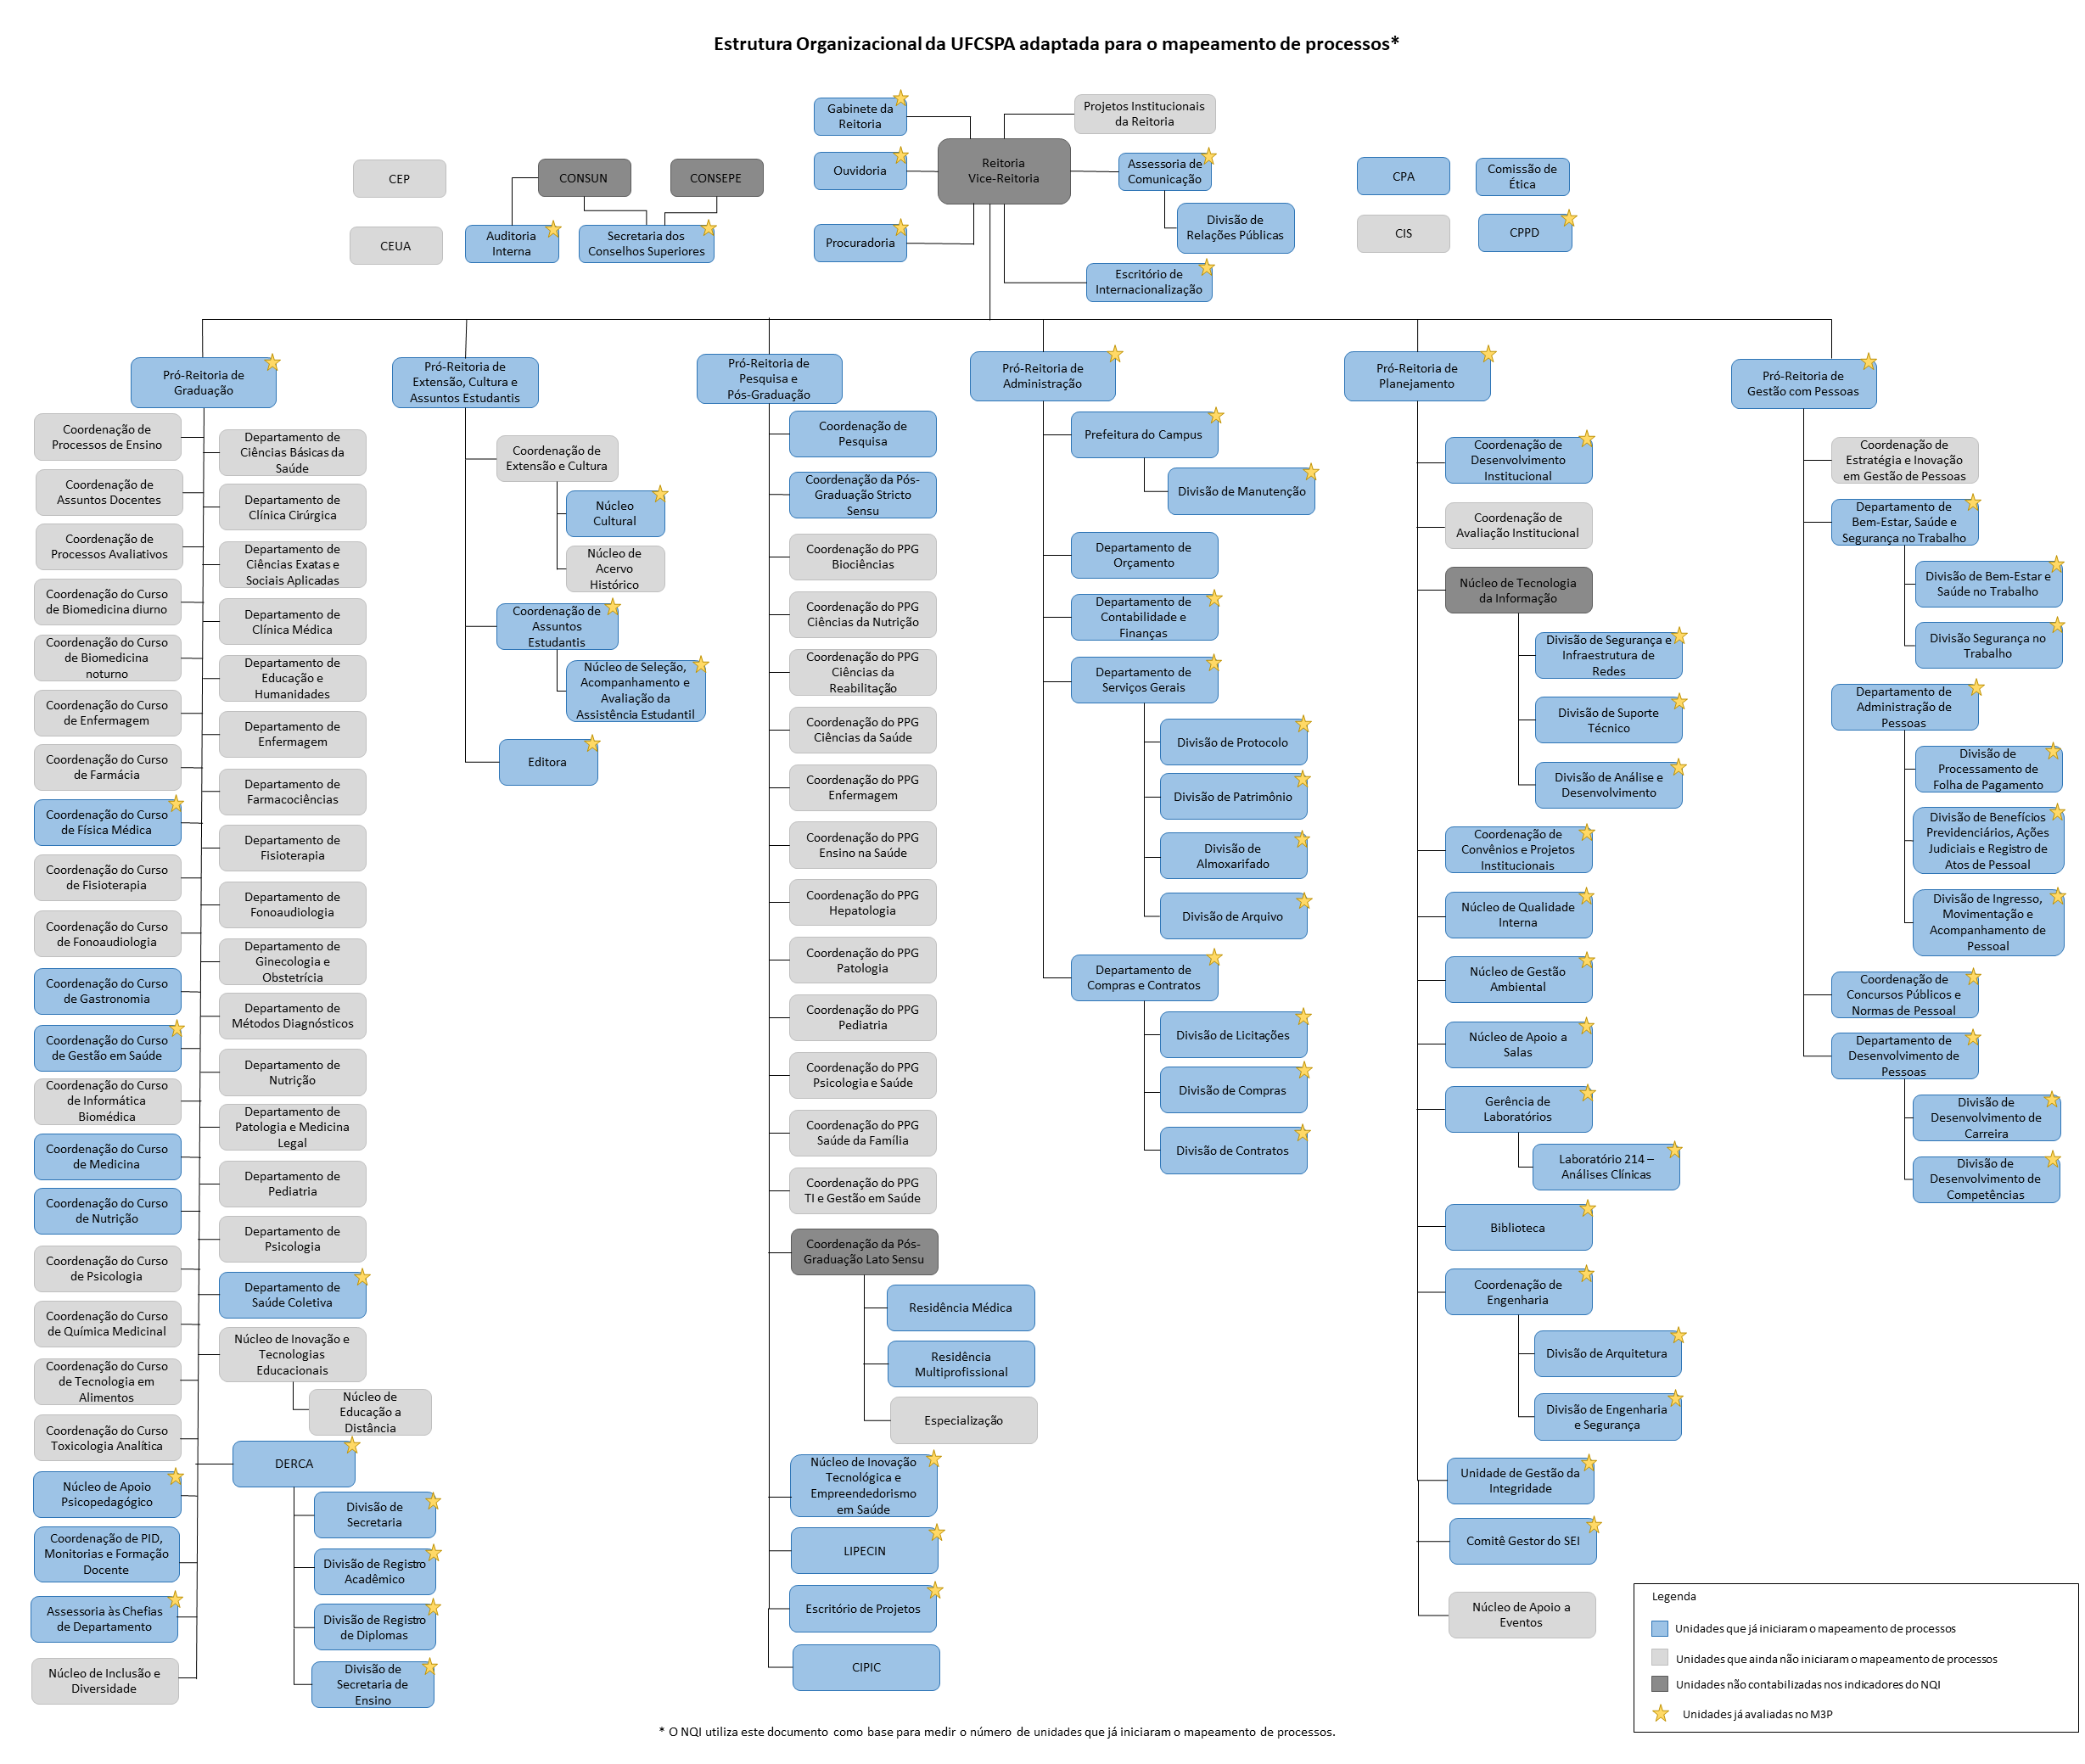 Estrutura Organizacional da UFCSPA adaptada para o mapeamento de processos*
Gabinete da
Reitoria
Projetos Institucionais
da Reitoria
Reitoria
Vice-Reitoria
Ouvidoria
Assessoria de
Comunicação
Procuradoria
Divisão de
Relações Públicas
Escritório de
Internacionalização
CEP
CONSUN
CONSEPE
CEUA
Auditoria
Interna
Secretaria dos
Conselhos Superiores
CPA
Comissão de
Ética
CIS
CPPD
Pró-Reitoria de
Graduação
Coordenação de
Processos de Ensino
Coordenação de
Assuntos Docentes
Coordenação de
Processos Avaliativos
Coordenação do Curso
de Biomedicina diurno
Coordenação do Curso
de Biomedicina
noturno
Coordenação do Curso
de Enfermagem
Coordenação do Curso
de Farmácia
Coordenação do Curso
de Física Médica
Coordenação do Curso
de Fisioterapia
Coordenação do Curso
de Fonoaudiologia
Coordenação do Curso
de Gastronomia
Coordenação do Curso
de Gestão em Saúde
Coordenação do Curso
de Informática
Biomédica
Coordenação do Curso
de Medicina
Coordenação do Curso
de Nutrição
Coordenação do Curso
de Psicologia
Coordenação do Curso
de Química Medicinal
Coordenação do Curso
de Tecnologia em
Alimentos
Coordenação do Curso
Toxicologia Analítica
Núcleo de Apoio
Psicopedagógico
Coordenação de PID,
Monitorias e Formação
Docente
Assessoria às Chefias
de Departamento
Núcleo de Inclusão e
Diversidade
Departamento de
Ciências Básicas da
Saúde
Departamento de
Clínica Cirúrgica
Departamento de
Ciências Exatas e
Sociais Aplicadas
Departamento de
Clínica Médica
Departamento de
Educação e
Humanidades
Departamento de
Enfermagem
Departamento de
Farmacociências
Departamento de
Fisioterapia
Departamento de
Fonoaudiologia
Departamento de
Ginecologia e
Obstetrícia
Departamento de
Métodos Diagnósticos
Departamento de
Nutrição
Departamento de
Patologia e Medicina
Legal
Departamento de
Pediatria
Departamento de
Psicologia
Departamento de
Saúde Coletiva
Núcleo de Inovação e
Tecnologias
Educacionais
Núcleo de
Educação a
Distância
DERCA
Divisão de
Secretaria
Divisão de Registro
Acadêmico
Divisão de Registro
de Diplomas
Divisão de
Secretaria de
Ensino
Pró-Reitoria de
Extensão, Cultura e
Assuntos Estudantis
Coordenação de
Extensão e Cultura
Núcleo
Cultural
Núcleo de
Acervo
Histórico
Coordenação de
Assuntos
Estudantis
Núcleo de Seleção,
Acompanhamento e
Avaliação da
Assistência Estudantil
Editora
Pró-Reitoria de
Pesquisa e
Pós-Graduação
Coordenação de
Pesquisa
Coordenação da Pós-
Graduação Stricto
Sensu
Coordenação do PPG
Biociências
Coordenação do PPG
Ciências da Nutrição
Coordenação do PPG
Ciências da
Reabilitação
Coordenação do PPG
Ciências da Saúde
Coordenação do PPG
Enfermagem
Coordenação do PPG
Ensino na Saúde
Coordenação do PPG
Hepatologia
Coordenação do PPG
Patologia
Coordenação do PPG
Pediatria
Coordenação do PPG
Psicologia e Saúde
Coordenação do PPG
Saúde da Família
Coordenação do PPG
TI e Gestão em Saúde
Coordenação da Pós-
Graduação Lato Sensu
Residência Médica
Residência
Multiprofissional
Especialização
Núcleo de Inovação
Tecnológica e
Empreendedorismo
em Saúde
LIPECIN
Escritório de Projetos
CIPIC
Pró-Reitoria de
Administração
Prefeitura do Campus
Divisão de Manutenção
Departamento de
Orçamento
Departamento de
Contabilidade e
Finanças
Departamento de
Serviços Gerais
Divisão de Protocolo
Divisão de Patrimônio
Divisão de
Almoxarifado
Divisão de Arquivo
Departamento de
Compras e Contratos
Divisão de Licitações
Divisão de Compras
Divisão de Contratos
Pró-Reitoria de
Planejamento
Coordenação de
Desenvolvimento
Institucional
Coordenação de
Avaliação Institucional
Núcleo de Tecnologia
da Informação
Divisão de Segurança e
Infraestrutura de
Redes
Divisão de Suporte
Técnico
Divisão de Análise e
Desenvolvimento
Coordenação de
Convênios e Projetos
Institucionais
Núcleo de Qualidade
Interna
Núcleo de Gestão
Ambiental
Núcleo de Apoio a
Salas
Gerência de
Laboratórios
Laboratório 214 –
Análises Clínicas
Biblioteca
Coordenação de
Engenharia
Divisão de Arquitetura
Divisão de Engenharia
e Segurança
Unidade de Gestão da
Integridade
Comitê Gestor do SEI
Núcleo de Apoio a
Eventos
Pró-Reitoria de
Gestão com Pessoas
Coordenação de
Estratégia e Inovação
em Gestão de Pessoas
Departamento de
Bem-Estar, Saúde e
Segurança no Trabalho
Divisão de Bem-Estar e
Saúde no Trabalho
Divisão Segurança no
Trabalho
Departamento de
Administração de
Pessoas
Divisão de
Processamento de
Folha de Pagamento
Divisão de Benefícios
Previdenciários, Ações
Judiciais e Registro de
Atos de Pessoal
Divisão de Ingresso,
Movimentação e
Acompanhamento de
Pessoal
Coordenação de
Concursos Públicos e
Normas de Pessoal
Departamento de
Desenvolvimento de
Pessoas
Divisão de
Desenvolvimento de
Carreira
Divisão de
Desenvolvimento de
Competências
Legenda
Unidades que já iniciaram o mapeamento de processos
Unidades que ainda não iniciaram o mapeamento de processos
Unidades não contabilizadas nos indicadores do NQI
Unidades já avaliadas no M3P
* O NQI utiliza este documento como base para medir o número de unidades que já iniciaram o mapeamento de processos.